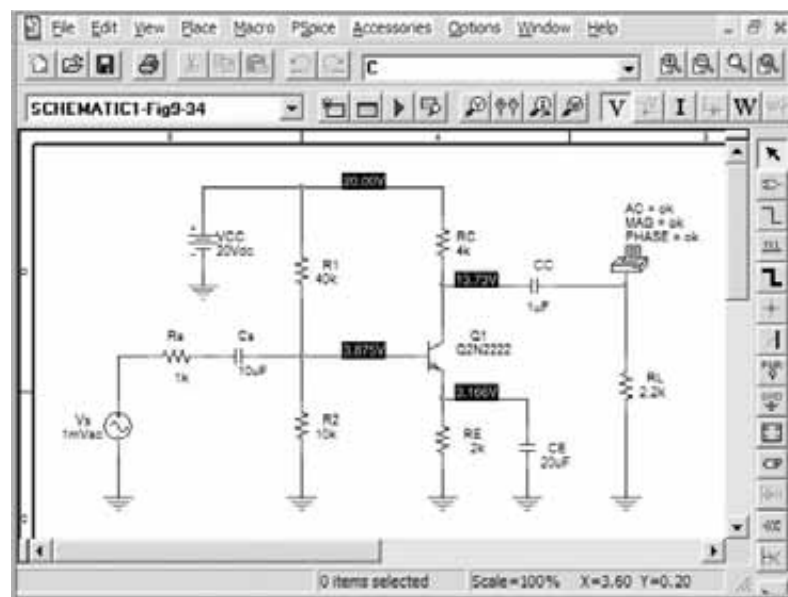 File Edit View Place Macro PSpice Accessories Options Window Help
C
SCHEMATIC1-Fig9-34
V I W
20.00V
AC = ok
MAG = ok
PHASE = ok
VCC
20Vdc
RC
4k
R1
40k
CC
1uF
13.73V
Q1
Q2N2222
Rs
1k
Cs
10uF
3.875V
3.166V
RL
2.2k
Vs
1mVac
R2
10k
RE
2k
CE
20uF
0 items selected Scale=100% X=3.60 Y=0.20